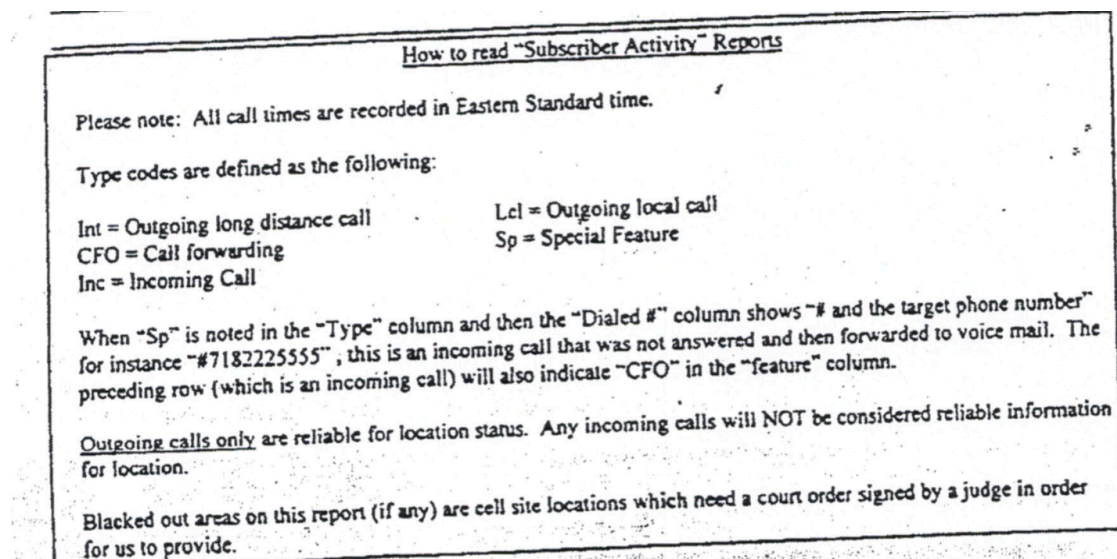 How to read "Subscriber Activity" Reports
Please note: All call times are recorded in Eastern Standard time.
Type codes are defined as the following:
Int = Outgoing long distance call
CFO = Call forwarding
Inc = Incoming Call
Lcl = Outgoing local call
Sp = Special Feature
When "Sp" is noted in the "Type" column and then the "Dialed #" column shows "# and the target phone number"
for instance "#7182225555" , this is an incoming call that was not answered and then forwarded to voice mail. The
preceding row (which is an incoming call) will also indicate "CFO" in the "feature" column.
Outgoing calls only are reliable for location status. Any incoming calls will NOT be considered reliable information
for location.
Blacked out areas on this report (if any) are cell site locations which need a court order signed by a judge in order
for us to provide.